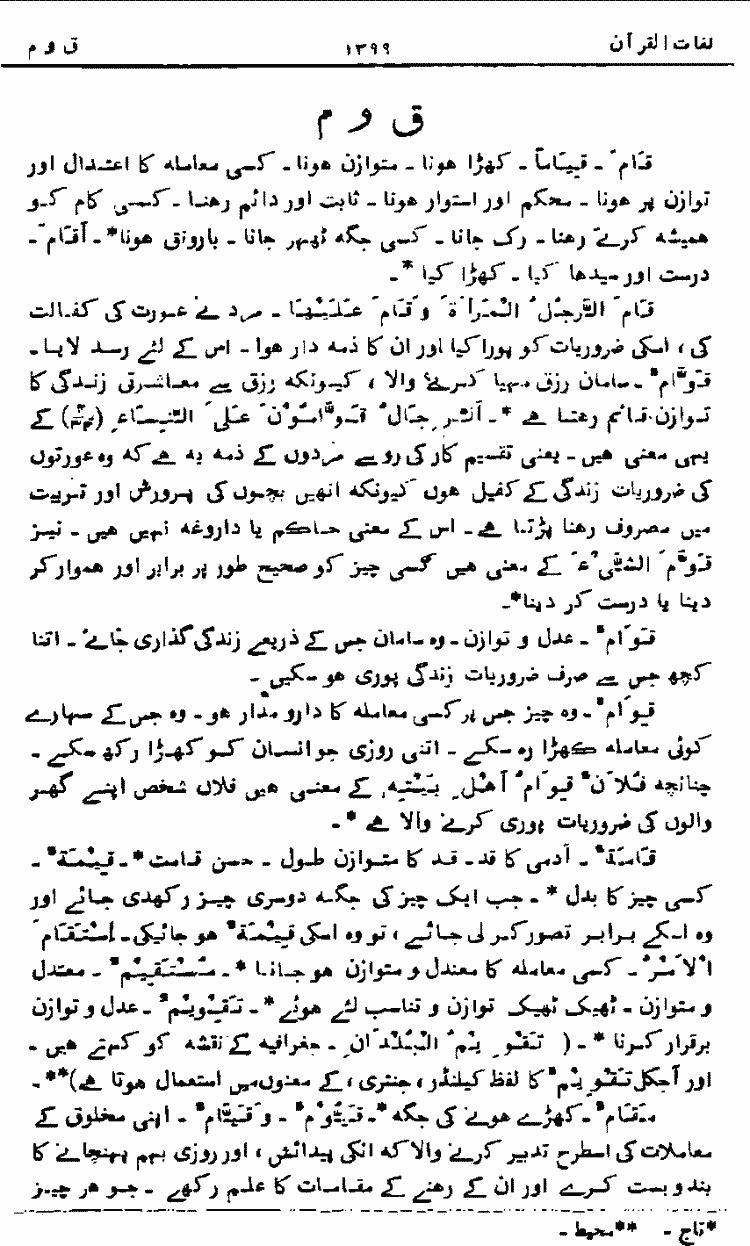 لغات القرآن ۱۳۹۹ ق و م
ق و م
قَامَ ۔ قِیَاماً ۔ کھڑا ہونا ۔ متوازن ہونا ۔ کسی معاملہ کا اعتدال اور
توازن پر ہونا ۔ محکم اور استوار ہونا ۔ ثابت اور دائم رہنا ۔ کسی کام کو
ہمیشہ کرتے رہنا ۔ رک جانا ۔ کسی جگہ ٹھہر جانا ۔ بارونق ہونا* ۔ اَقَامَ ۔
درست اور سیدھا کیا ۔ کھڑا کیا *۔
قَامَ الرَّجُلُ الْمَرْأَةَ وَ قَامَ عَلَیْھَا ۔ مرد نے عورت کی کفالت
کی ، اسکی ضروریات کو پورا کیا اور ان کا ذمہ دار ہوا ۔ اس کے لئے رسد لایا ۔
قَوَّامٌ ۔ سامان رزق مہیا کرنے والا ، کیونکہ رزق سے معاشرتی زندگی کا
توازن قائم رہتا ہے *۔ اَلرِّجَالُ قَوَّامُوْنَ عَلَی النِّسَاءِ کے
یہی معنی ہیں ۔ یعنی تقسیم کار کی رو سے مردوں کے ذمہ یہ ہے کہ وہ عورتوں
کی ضروریات زندگی کے کفیل ہوں کیونکہ انھیں بچوں کی پرورش اور تربیت
میں مصروف رہنا پڑتا ہے ۔ اس کے معنی حاکم یا داروغہ نہیں ہیں ۔ نیز
قَوَّمَ الشَّیْءَ کے معنی ہیں کسی چیز کو صحیح طور پر برابر اور ہموار کر
دینا یا درست کر دینا*۔
قَوَامٌ ۔ عدل و توازن ۔ وہ سامان جس کے ذریعے زندگی گذاری جائے ۔ اتنا
کچھ جس سے صرف ضروریات زندگی پوری ہو سکیں ۔
قِوَامٌ ۔ وہ چیز جس پر کسی معاملہ کا دارو مدار ہو ۔ وہ جس کے سہارے
کوئی معاملہ کھڑا رہ سکے ۔ اتنی روزی جو انسان کو کھڑا رکھ سکے ۔
چنانچہ فُلَانٌ قِوَامُ اَھْلِ بَیْتِہٖ کے معنی ہیں فلاں شخص اپنے گھر
والوں کی ضروریات پوری کرنے والا ہے *۔
قَامَةٌ ۔ آدمی کا قد ۔ قد کا متوازن طول ۔ حسن قامت *۔ قِیْمَةٌ ۔
کسی چیز کا بدل *۔ جب ایک چیز کی جگہ دوسری چیز رکھدی جائے اور
وہ اسکے برابر تصور کر لی جائے ، تو وہ اسکی قِیْمَةٌ ہو جائیگی ۔ اِسْتَقَامَ
الْاَمْرُ ۔ کسی معاملہ کا معتدل و متوازن ہو جانا *۔ مُسْتَقِیْمٌ ۔ معتدل
و متوازن ۔ ٹھیک ٹھیک توازن و تناسب لئے ہوئے *۔ تَقْوِیْمٌ ۔ عدل و توازن
برقرار کرنا *۔ ( تَقْوِیْمُ الْبُلْدَانِ ۔ جغرافیہ کے نقشہ کو کہتے ہیں ۔
اور آجکل تَقْوِیْمٌ کا لفظ کیلنڈر ، جنتری ، کے معنوں میں استعمال ہوتا ہے)**۔
مَقَامٌ ۔ کھڑے ہونے کی جگہ *۔ قَیُّوْمٌ ۔ وَ قَیَّامٌ ۔ اپنی مخلوق کے
معاملات کی اسطرح تدبیر کرنے والا کہ انکی پیدائش ، اور روزی بہم پہنچانے کا
بندوبست کرے اور ان کے رہنے کے مقامات کا علم رکھے ۔ جو ہر چیز
*تاج ۔ **محیط ۔